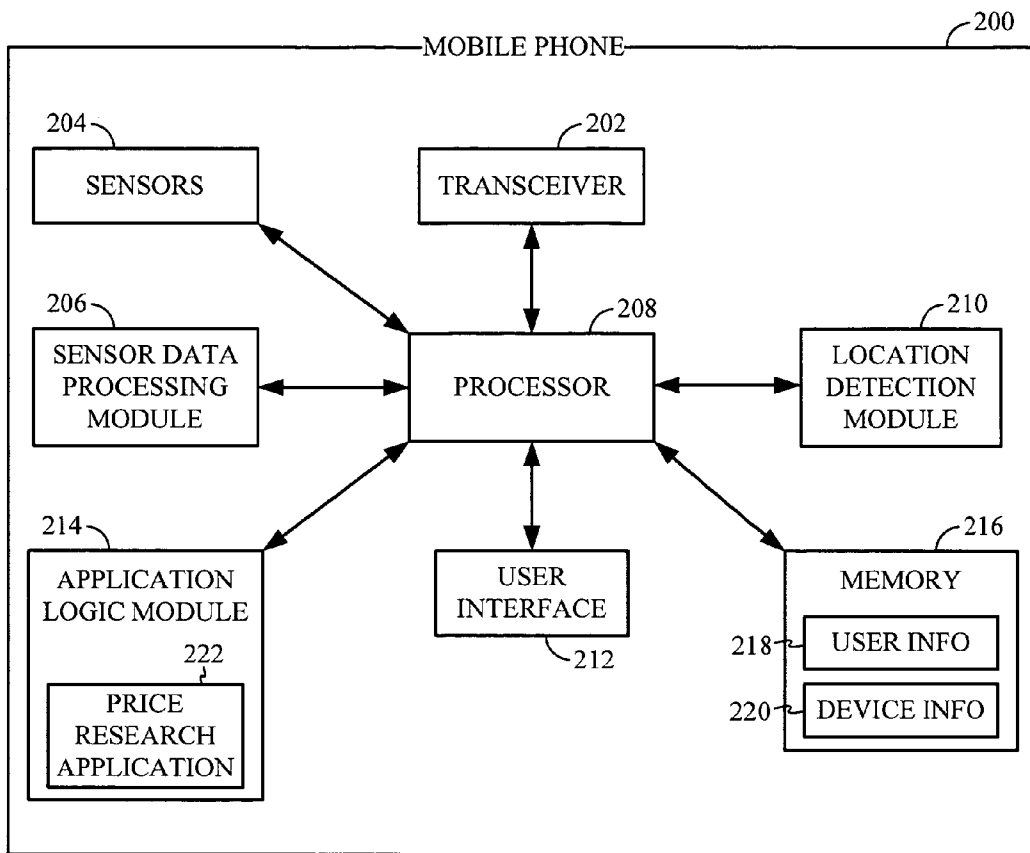 200
MOBILE PHONE
204
202
SENSORS
TRANSCEIVER
206
208
210
SENSOR DATA
PROCESSING
MODULE
PROCESSOR
LOCATION
DETECTION
MODULE
214
216
APPLICATION
LOGIC MODULE
USER
INTERFACE
MEMORY
222
212
218
USER INFO
PRICE
RESEARCH
APPLICATION
220
DEVICE INFO